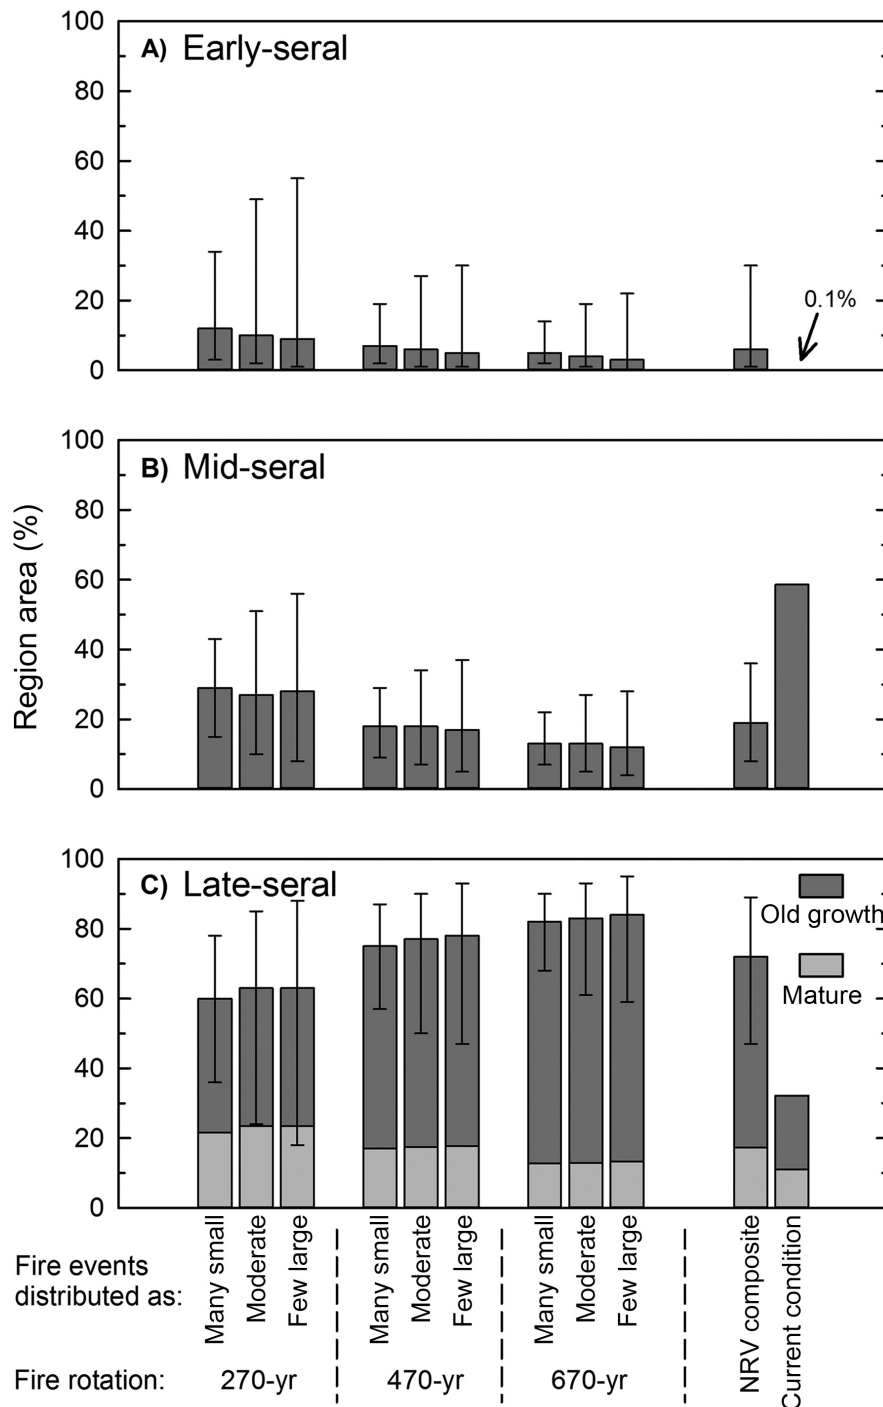 A) Early-seral
100
80
60
40
20
0
0.1%
B) Mid-seral
100
80
60
40
20
0
Region area (%)
C) Late-seral
100
80
60
40
20
0
Old growth
Mature
Fire events
distributed as:
Many small
Moderate
Few large
Many small
Moderate
Few large
Many small
Moderate
Few large
NRV composite
Current condition
Fire rotation: 270-yr 470-yr 670-yr